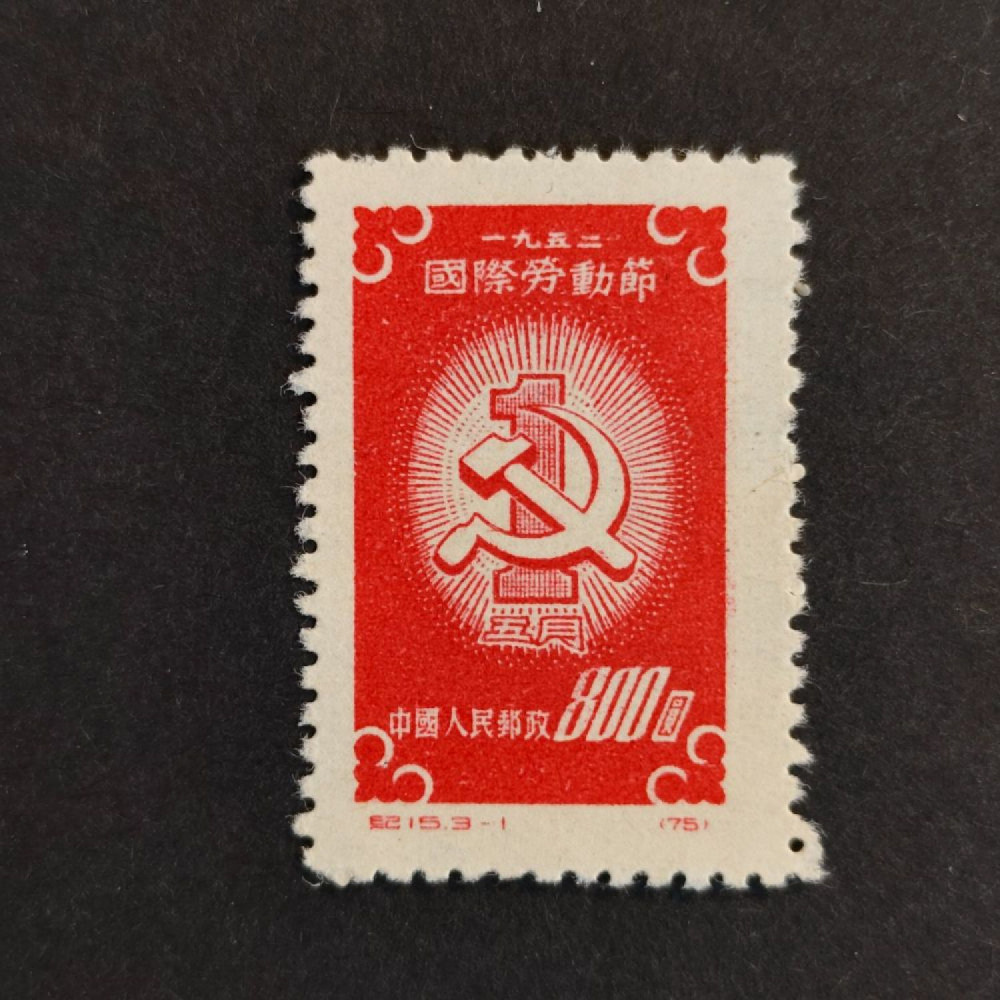 一九五二
國際勞動節
1
五月
中國人民郵政800圓
紀15.3-1 (75)